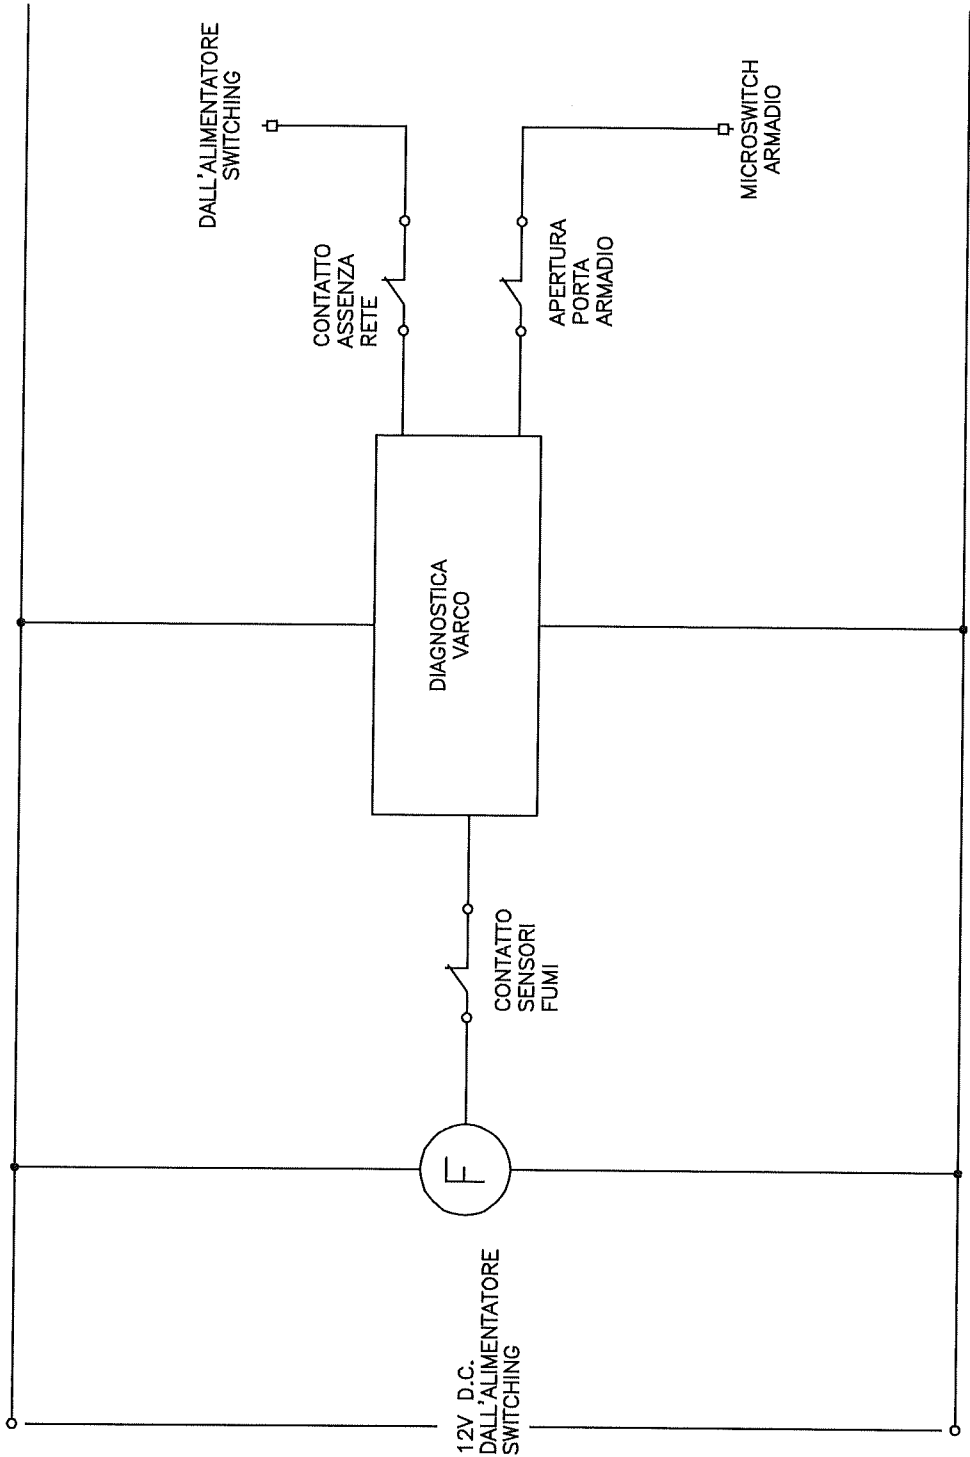 12V D.C.
DALL'ALIMENTATORE
SWITCHING
F
CONTATTO
SENSORI
FUMI
DIAGNOSTICA
VARCO
CONTATTO
ASSENZA
RETE
APERTURA
PORTA
ARMADIO
DALL'ALIMENTATORE
SWITCHING
MICROSWITCH
ARMADIO